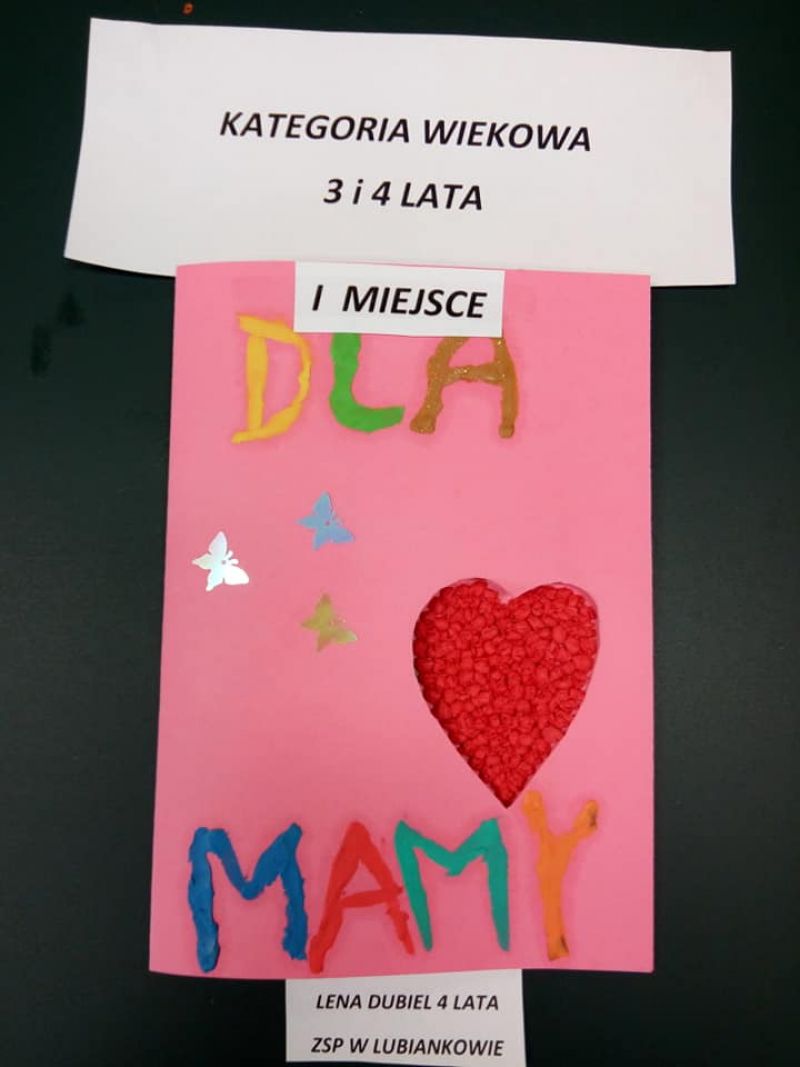 KATEGORIA WIEKOWA
3 i 4 LATA
I MIEJSCE
DLA
MAMY
LENA DUBIEL 4 LATA
ZSP W LUBIANKOWIE